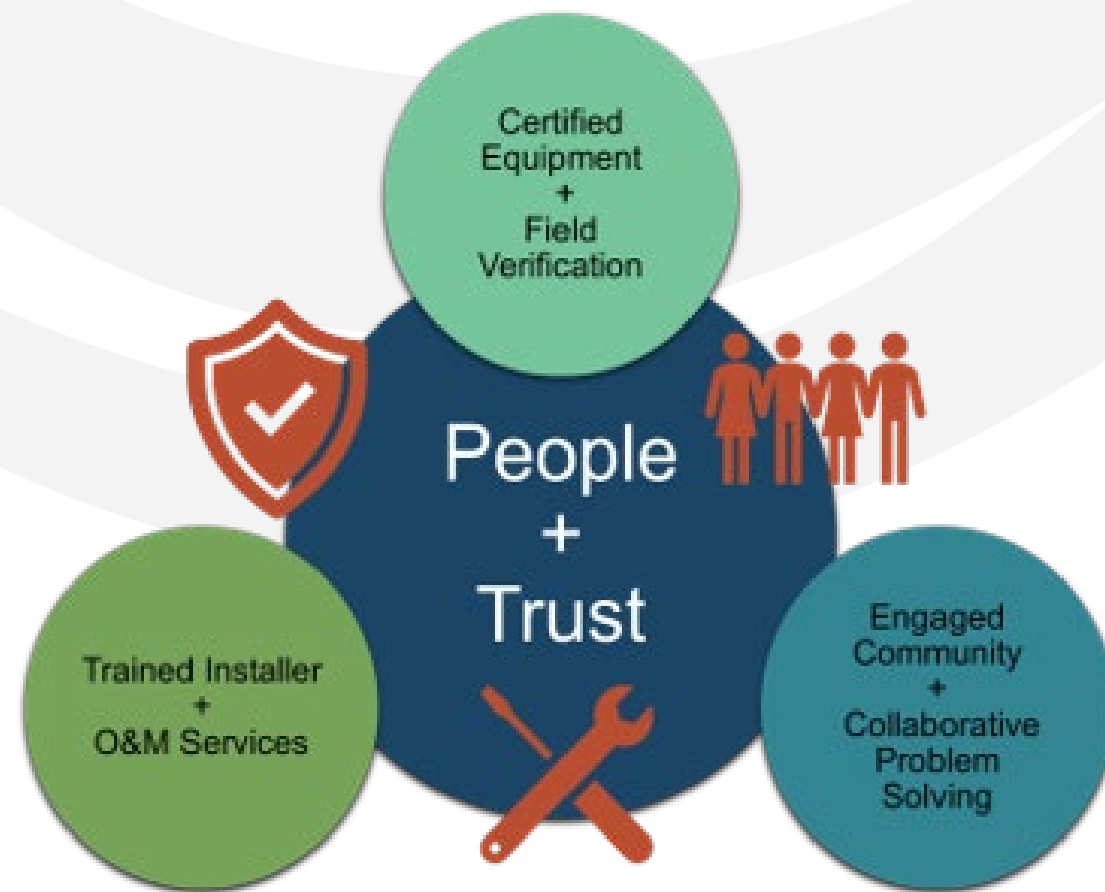 Certified
Equipment
+
Field
Verification
People
+
Trust
Trained Installer
+
O&M Services
Engaged
Community
+
Collaborative
Problem
Solving